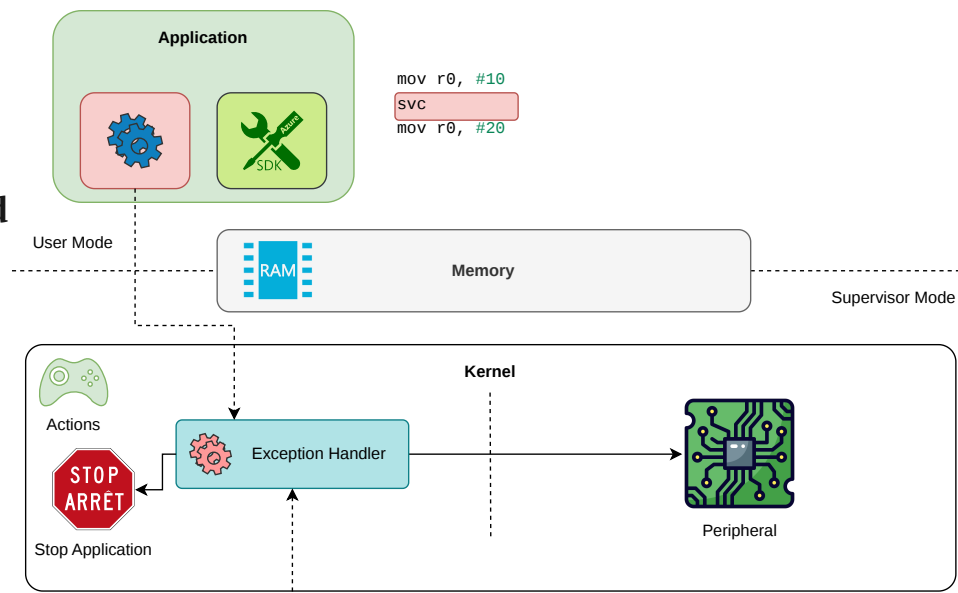 Application
mov r0, #10
svc
mov r0, #20
Azure
SDK
User Mode
RAM
Memory
Supervisor Mode
Kernel
Actions
Exception Handler
STOP
ARRÊT
Stop Application
Peripheral